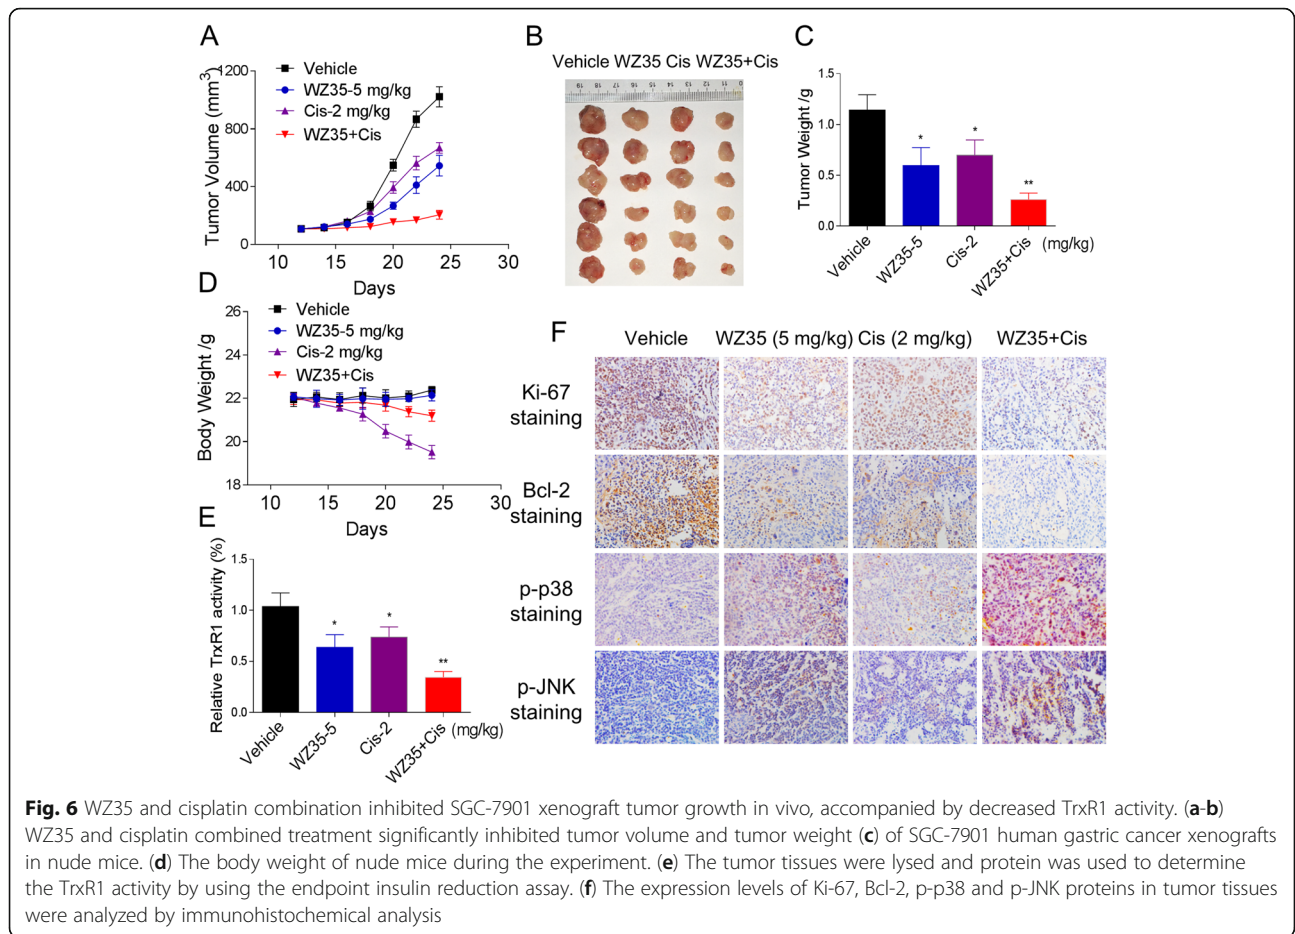 A
Vehicle
WZ35-5 mg/kg
Cis-2 mg/kg
WZ35+Cis
Tumor Volume (mm3)
1200
800
400
0
10 15 20 25 30
Days
B
Vehicle WZ35 Cis WZ35+Cis
19 18 17 16 15 14 13 12 11 0
C
Tumor Weight /g
1.5
1.0
0.5
0.0
* * **
Vehicle WZ35-5 Cis-2 WZ35+Cis (mg/kg)
D
Vehicle
WZ35-5 mg/kg
Cis-2 mg/kg
WZ35+Cis
Body Weight /g
26
24
22
20
18
10 15 20 25 30
Days
E
Relative TrxR1 activity (%)
1.5
1.0
0.5
0.0
* * **
Vehicle WZ35-5 Cis-2 WZ35+Cis (mg/kg)
F
Vehicle WZ35 (5 mg/kg) Cis (2 mg/kg) WZ35+Cis
Ki-67
staining
Bcl-2
staining
p-p38
staining
p-JNK
staining
Fig. 6 WZ35 and cisplatin combination inhibited SGC-7901 xenograft tumor growth in vivo, accompanied by decreased TrxR1 activity. (a-b)
WZ35 and cisplatin combined treatment significantly inhibited tumor volume and tumor weight (c) of SGC-7901 human gastric cancer xenografts
in nude mice. (d) The body weight of nude mice during the experiment. (e) The tumor tissues were lysed and protein was used to determine
the TrxR1 activity by using the endpoint insulin reduction assay. (f) The expression levels of Ki-67, Bcl-2, p-p38 and p-JNK proteins in tumor tissues
were analyzed by immunohistochemical analysis